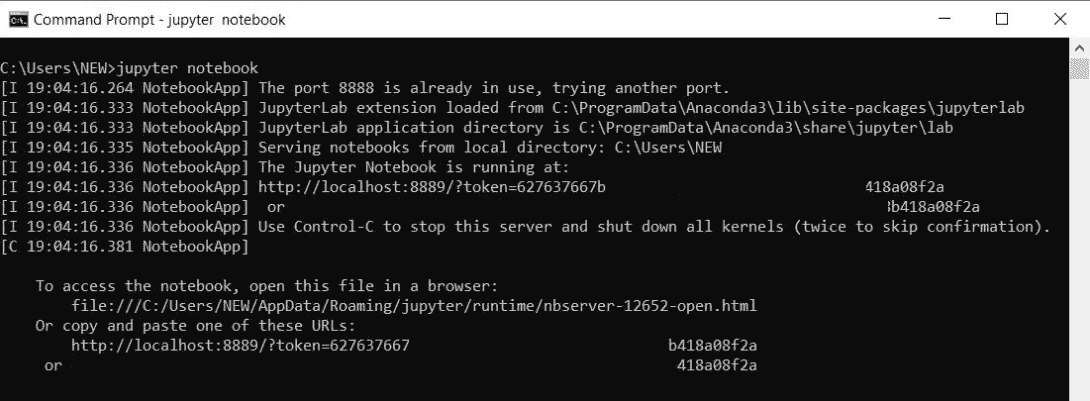 Command Prompt - jupyter notebook
C:\Users\NEW>jupyter notebook
[I 19:04:16.264 NotebookApp] The port 8888 is already in use, trying another port.
[I 19:04:16.333 NotebookApp] JupyterLab extension loaded from C:\ProgramData\Anaconda3\lib\site-packages\jupyterlab
[I 19:04:16.333 NotebookApp] JupyterLab application directory is C:\ProgramData\Anaconda3\share\jupyter\lab
[I 19:04:16.335 NotebookApp] Serving notebooks from local directory: C:\Users\NEW
[I 19:04:16.336 NotebookApp] The Jupyter Notebook is running at:
[I 19:04:16.336 NotebookApp] http://localhost:8889/?token=627637667b 418a08f2a
[I 19:04:16.336 NotebookApp] or b418a08f2a
[I 19:04:16.336 NotebookApp] Use Control-C to stop this server and shut down all kernels (twice to skip confirmation).
[C 19:04:16.381 NotebookApp]
To access the notebook, open this file in a browser:
file:///C:/Users/NEW/AppData/Roaming/jupyter/runtime/nbserver-12652-open.html
Or copy and paste one of these URLs:
http://localhost:8889/?token=627637667 b418a08f2a
or 418a08f2a